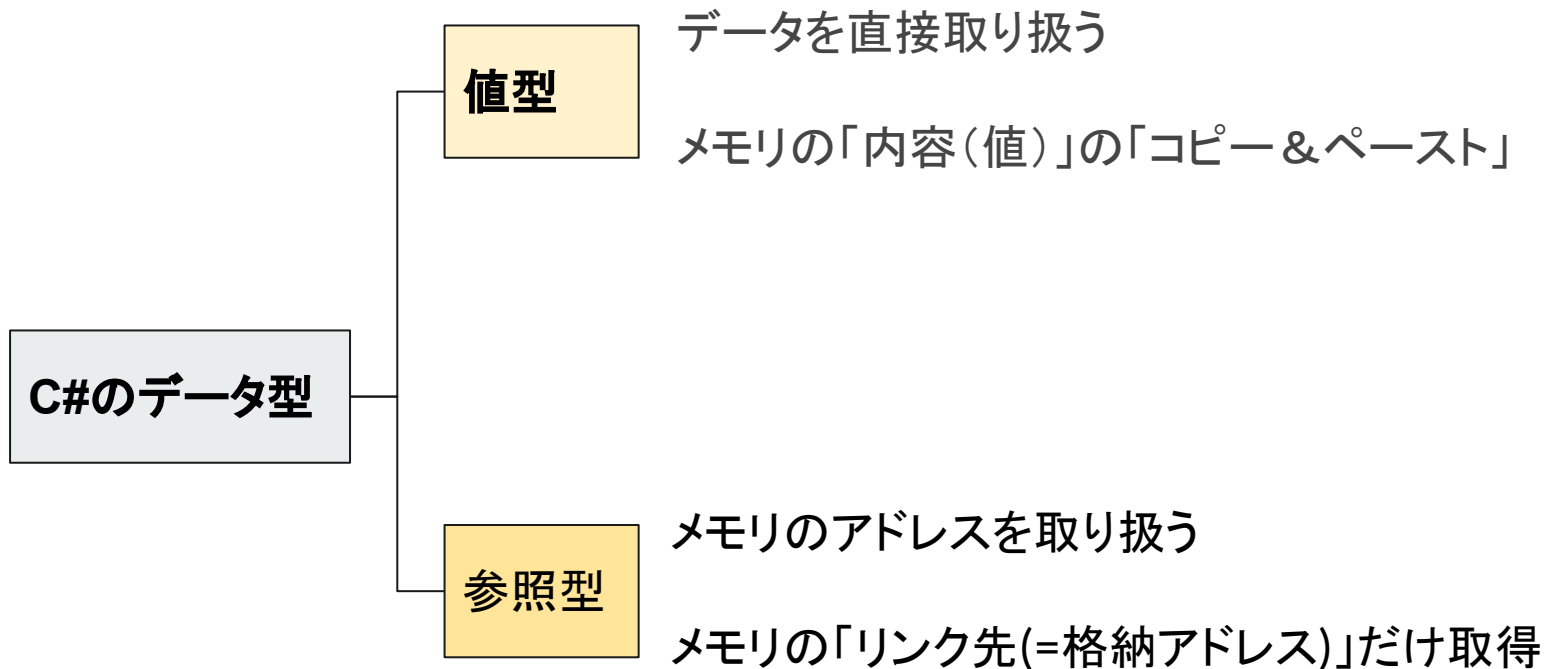 データを直接取り扱う
値型
メモリの「内容（値）」の「コピー＆ペースト」
C#のデータ型
メモリのアドレスを取り扱う
参照型
メモリの「リンク先(=格納アドレス)」だけ取得